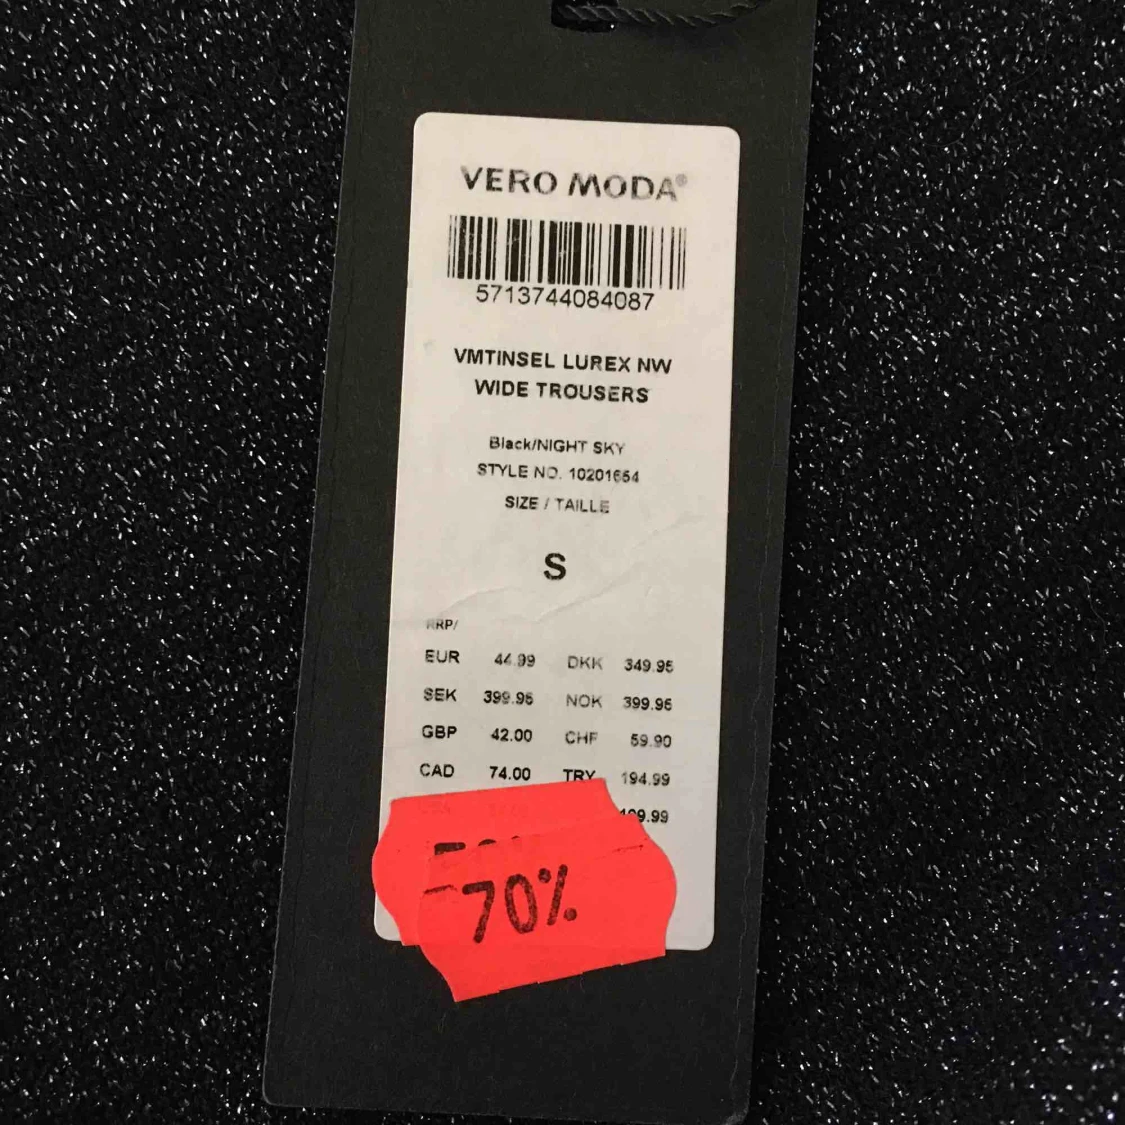 VERO MODA®
5713744084087
VMTINSEL LUREX NW
WIDE TROUSERS
Black/NIGHT SKY
STYLE NO. 10201654
SIZE / TAILLE
S
RRP/
EUR 44.99 DKK 349.95
SEK 399.95 NOK 399.95
GBP 42.00 CHF 59.90
CAD 74.00 TRY 194.99
70%